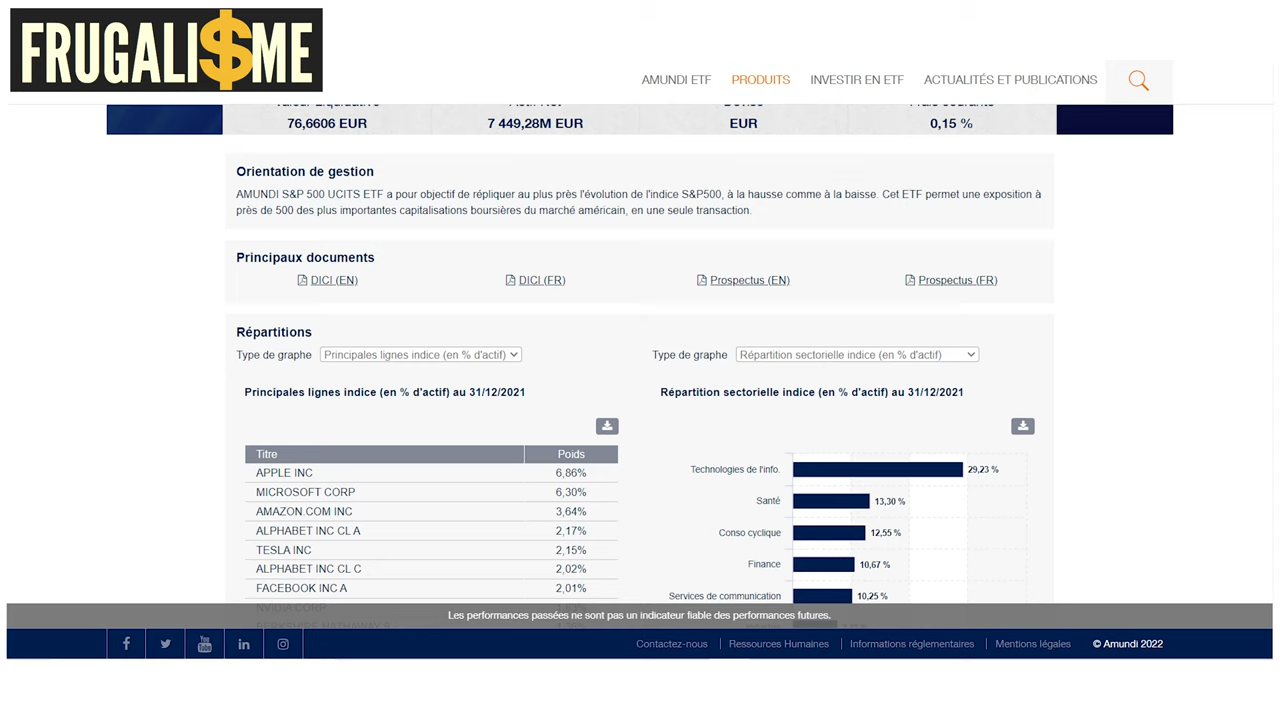 FRUGALI$ME
AMUNDI ETF
PRODUITS
INVESTIR EN ETF
ACTUALITÉS ET PUBLICATIONS
76,6606 EUR
7 449,28M EUR
EUR
0,15 %
Orientation de gestion
AMUNDI S&P 500 UCITS ETF a pour objectif de répliquer au plus près l'évolution de l'indice S&P500, à la hausse comme à la baisse. Cet ETF permet une exposition à
près de 500 des plus importantes capitalisations boursières du marché américain, en une seule transaction.
Principaux documents
DICI (EN)
DICI (FR)
Prospectus (EN)
Prospectus (FR)
Répartitions
Type de graphe
Principales lignes indice (en % d'actif)
Type de graphe
Répartition sectorielle indice (en % d'actif)
Principales lignes indice (en % d'actif) au 31/12/2021
Titre Poids
APPLE INC 6,86%
MICROSOFT CORP 6,30%
AMAZON.COM INC 3,64%
ALPHABET INC CL A 2,17%
TESLA INC 2,15%
ALPHABET INC CL C 2,02%
FACEBOOK INC A 2,01%
NVIDIA CORP
Répartition sectorielle indice (en % d'actif) au 31/12/2021
Technologies de l'info. 29,23 %
Santé 13,30 %
Conso cyclique 12,55 %
Finance 10,67 %
Services de communication 10,25 %
Les performances passées ne sont pas un indicateur fiable des performances futures.
Contactez-nous
Ressources Humaines
Informations réglementaires
Mentions légales
© Amundi 2022